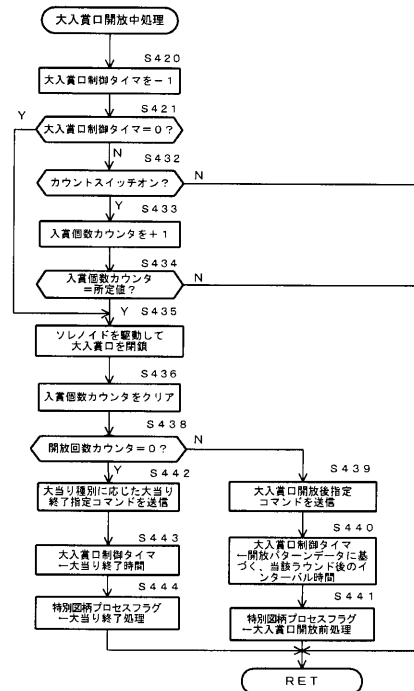 大入賞口開放中処理
S420
大入賞口制御タイマを－1
S421
Y
大入賞口制御タイマ＝0？
N
S432
カウントスイッチオン？
N
Y
S433
入賞個数カウンタを＋1
S434
入賞個数カウンタ
＝所定値？
N
Y
S435
ソレノイドを駆動して
大入賞口を閉鎖
S436
入賞個数カウンタをクリア
S438
開放回数カウンタ＝0？
N
Y
S442
大当り種別に応じた大当り
終了指定コマンドを送信
S439
大入賞口開放後指定
コマンドを送信
S443
大入賞口制御タイマ
←大当り終了時間
S440
大入賞口制御タイマ
←開放パターンデータに基
づく、当該ラウンド後のイ
ンターバル時間
S444
特別図柄プロセスフラグ
←大当り終了処理
S441
特別図柄プロセスフラグ
←大入賞口開放前処理
RET